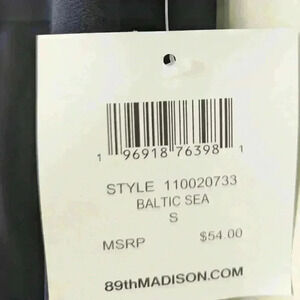 1 96918 76398 1
STYLE 110020733
BALTIC SEA
S
MSRP $54.00
89thMADISON.COM